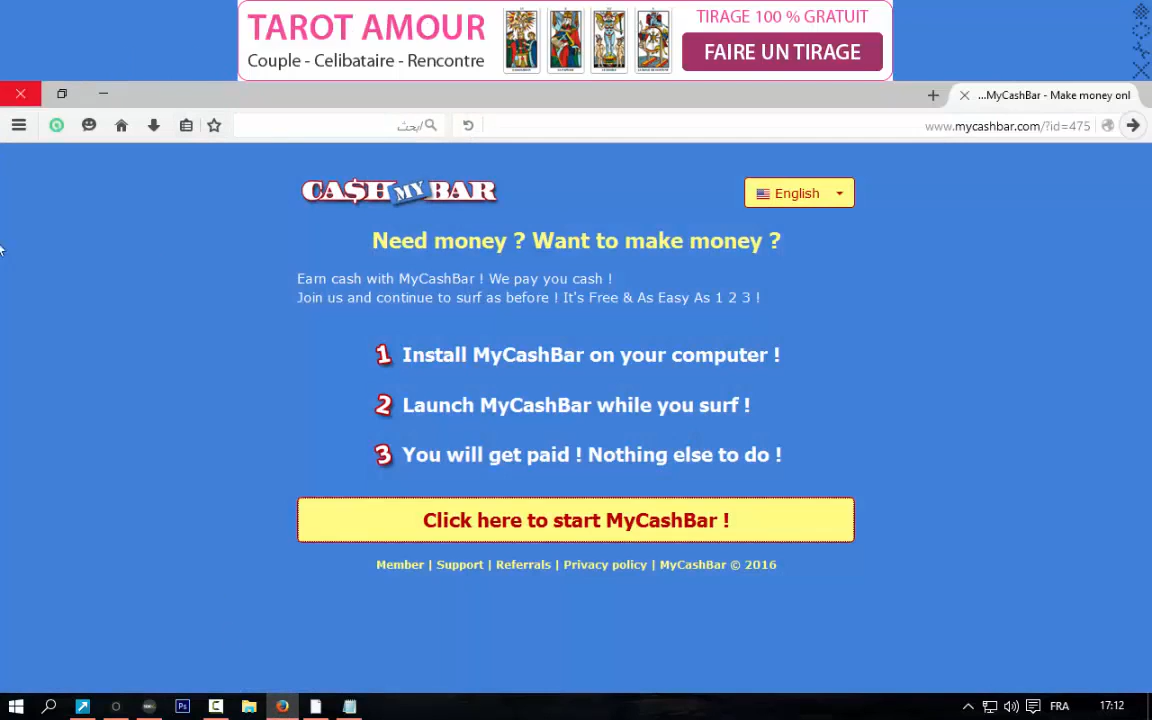 TAROT AMOUR
Couple - Celibataire - Rencontre
TIRAGE 100 % GRATUIT
FAIRE UN TIRAGE
...MyCashBar - Make money onl
بحث
www.mycashbar.com/?id=475
CA$H MY BAR
English
Need money ? Want to make money ?
Earn cash with MyCashBar ! We pay you cash !
Join us and continue to surf as before ! It's Free & As Easy As 1 2 3 !
1 Install MyCashBar on your computer !
2 Launch MyCashBar while you surf !
3 You will get paid ! Nothing else to do !
Click here to start MyCashBar !
Member | Support | Referrals | Privacy policy | MyCashBar © 2016
Ps
FRA
17:12